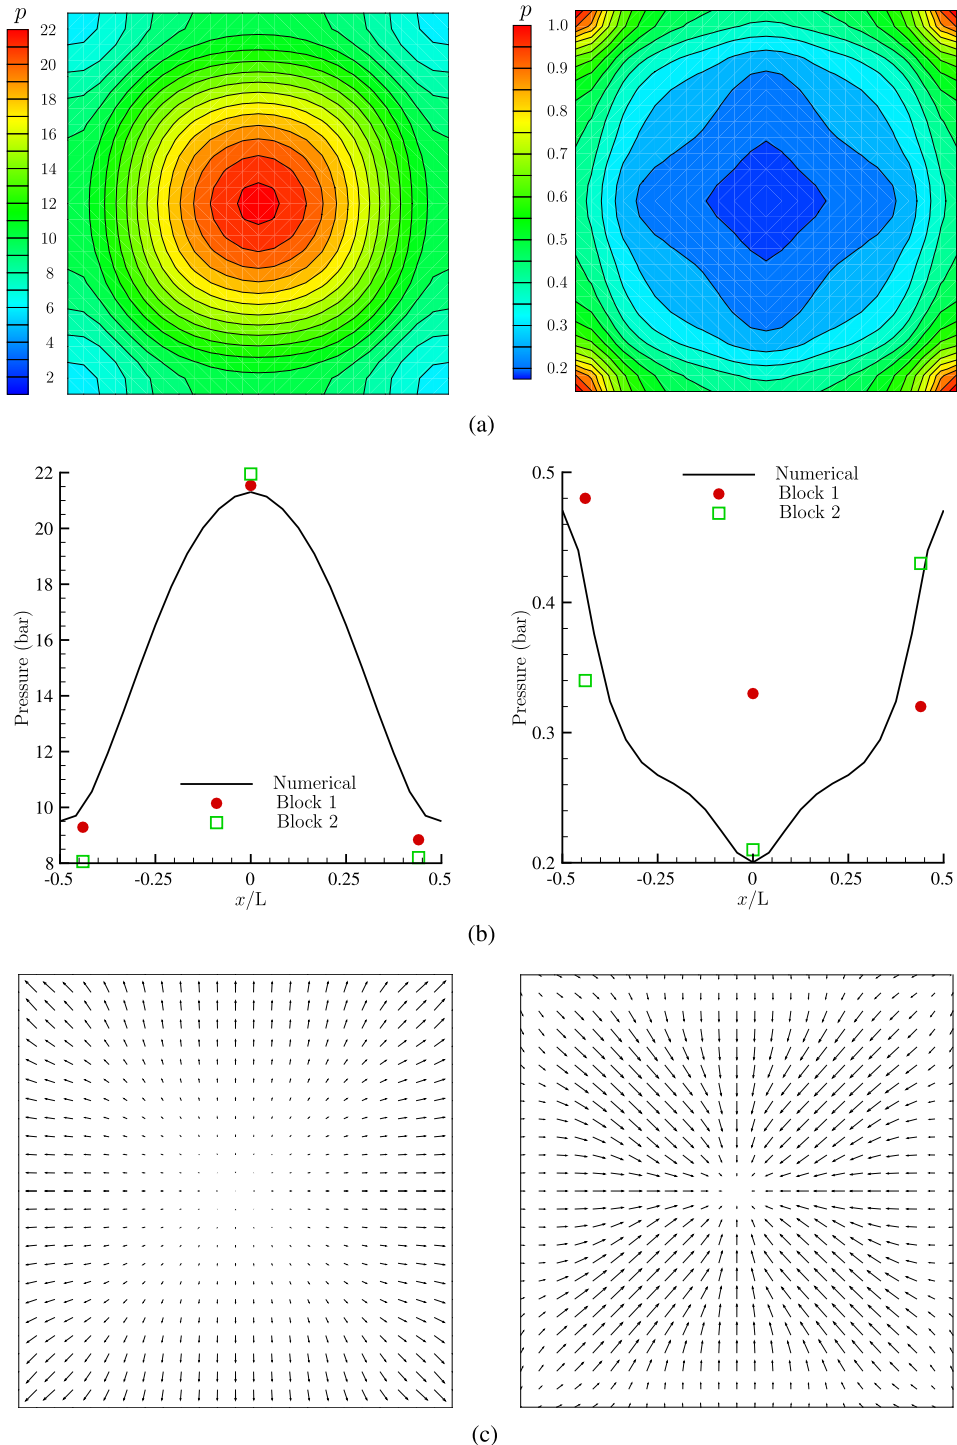 p
22
20
18
16
14
12
10
8
6
4
2
p
1.0
0.9
0.8
0.7
0.6
0.5
0.4
0.3
0.2
(a)
22
20
18
16
14
12
10
8
Pressure (bar)
Numerical
Block 1
Block 2
-0.5
-0.25
0
0.25
0.5
x/L
0.5
0.4
0.3
0.2
Pressure (bar)
Numerical
Block 1
Block 2
-0.5
-0.25
0
0.25
0.5
x/L
(b)
(c)